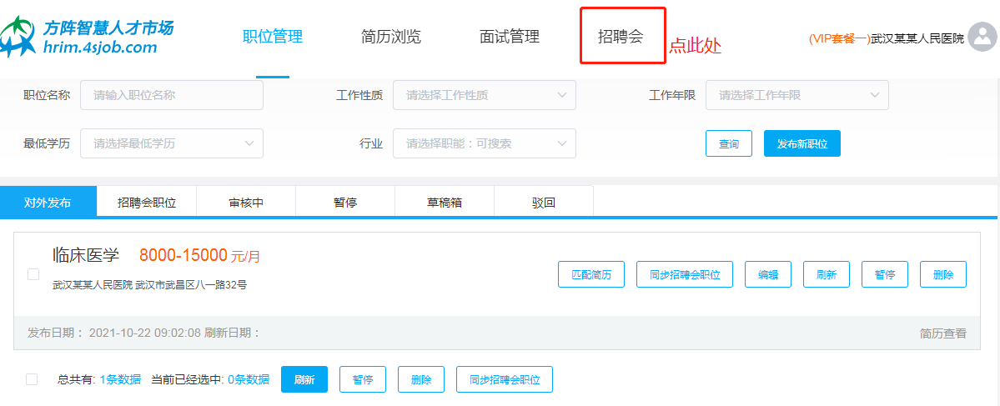 方阵智慧人才市场
hrim.4sjob.com
职位管理 简历浏览 面试管理 招聘会 点此处 (VIP套餐一)武汉某某人民医院
职位名称 请输入职位名称 工作性质 请选择工作性质 工作年限 请选择工作年限
最低学历 请选择最低学历 行业 请选择职能：可搜索 查询 发布新职位
对外发布 招聘会职位 审核中 暂停 草稿箱 驳回
临床医学 8000-15000 元/月
匹配简历 同步招聘会职位 编辑 刷新 暂停 删除
武汉某某人民医院 武汉市武昌区八一路32号
发布日期： 2021-10-22 09:02:08 刷新日期： 简历查看
总共有: 1条数据 当前已经选中: 0条数据 刷新 暂停 删除 同步招聘会职位